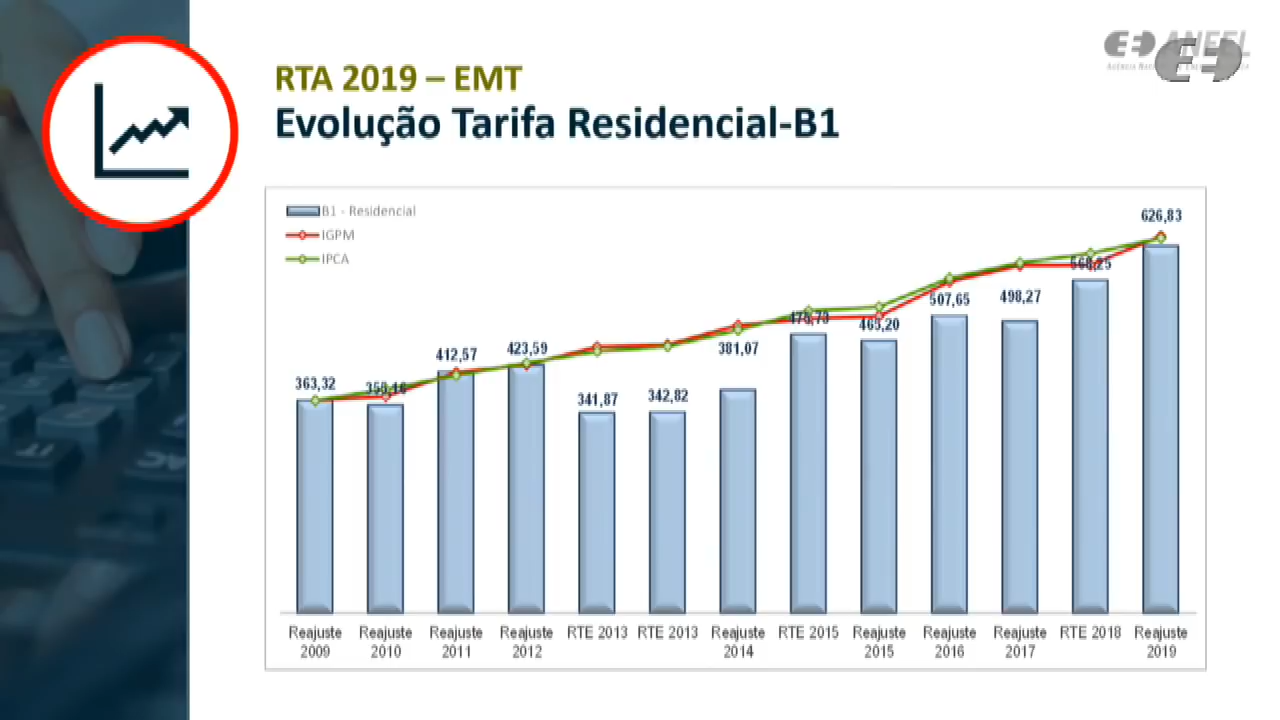 RTA 2019 – EMT
Evolução Tarifa Residencial-B1
ANEEL
B1 - Residencial
IGPM
IPCA
363,32
412,57
423,59
341,87
342,82
381,07
465,20
507,65
498,27
568,25
626,83
Reajuste 2009
Reajuste 2010
Reajuste 2011
Reajuste 2012
RTE 2013
RTE 2013
Reajuste 2014
RTE 2015
Reajuste 2015
Reajuste 2016
Reajuste 2017
RTE 2018
Reajuste 2019